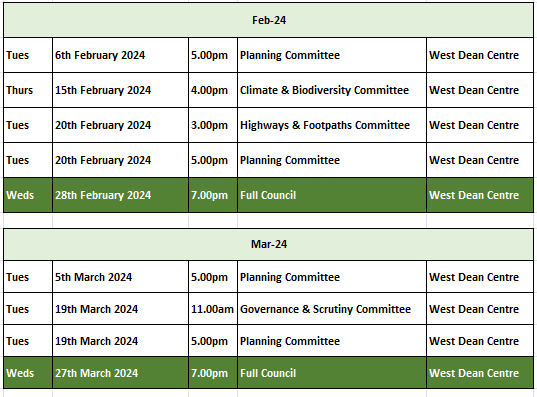 Feb-24
Tues 6th February 2024 5.00pm Planning Committee West Dean Centre
Thurs 15th February 2024 4.00pm Climate & Biodiversity Committee West Dean Centre
Tues 20th February 2024 3.00pm Highways & Footpaths Committee West Dean Centre
Tues 20th February 2024 5.00pm Planning Committee West Dean Centre
Weds 28th February 2024 7.00pm Full Council West Dean Centre
Mar-24
Tues 5th March 2024 5.00pm Planning Committee West Dean Centre
Tues 19th March 2024 11.00am Governance & Scrutiny Committee West Dean Centre
Tues 19th March 2024 5.00pm Planning Committee West Dean Centre
Weds 27th March 2024 7.00pm Full Council West Dean Centre